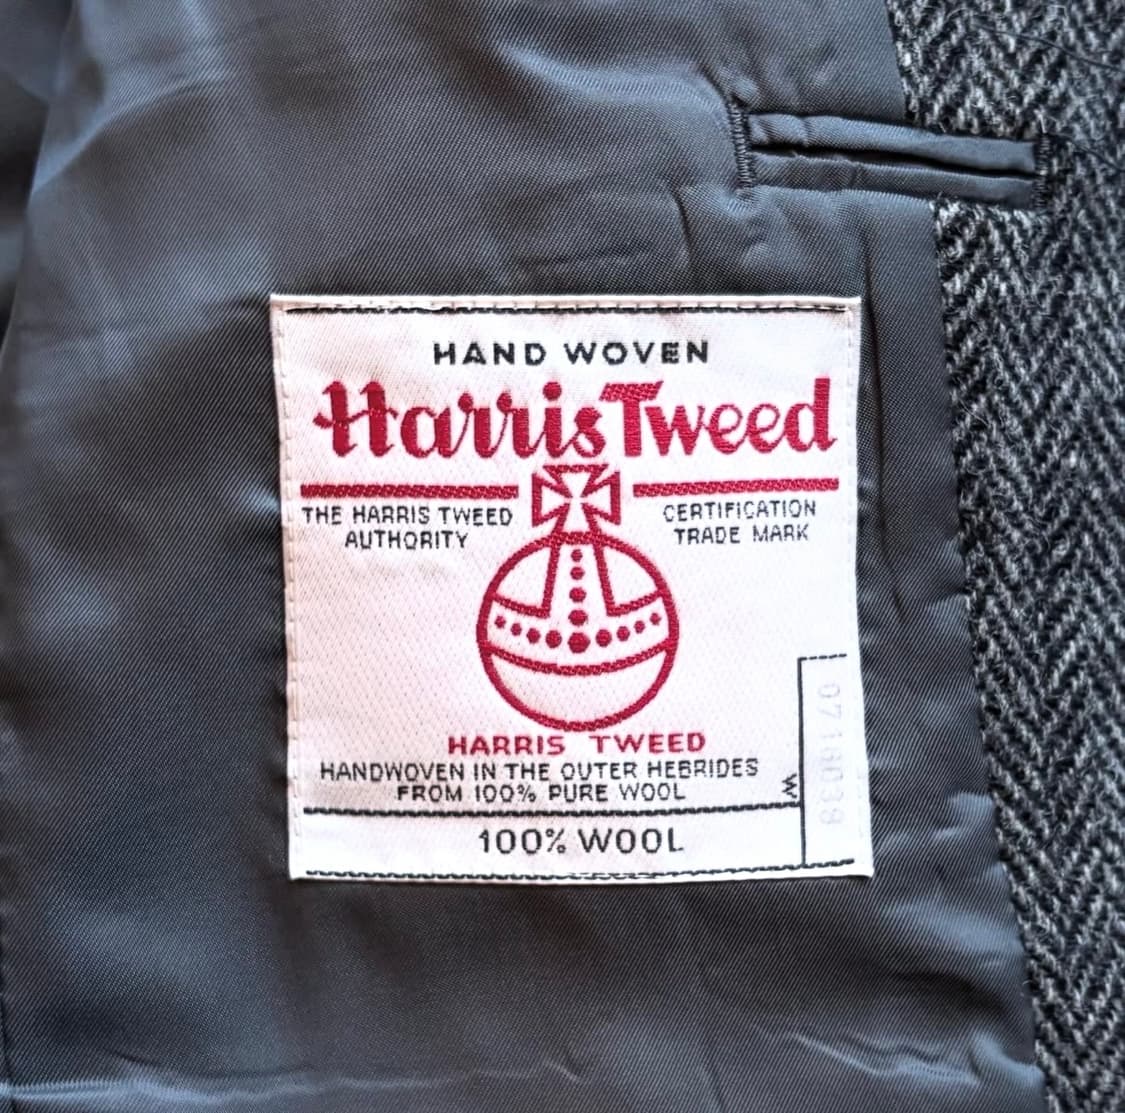 HAND WOVEN
Harris Tweed
THE HARRIS TWEED
AUTHORITY
CERTIFICATION
TRADE MARK
HARRIS TWEED
HANDWOVEN IN THE OUTER HEBRIDES
FROM 100% PURE WOOL
W
100% WOOL